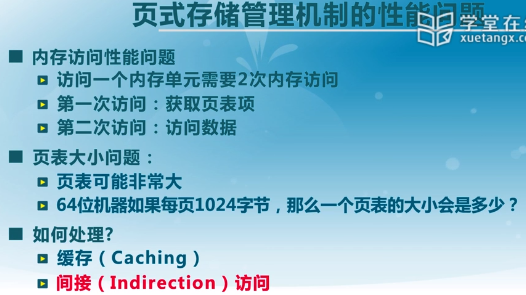 页式存储管理机制的性能问题
学堂在线
xuetangx.com
内存访问性能问题
访问一个内存单元需要2次内存访问
第一次访问：获取页表项
第二次访问：访问数据
页表大小问题：
页表可能非常大
64位机器如果每页1024字节，那么一个页表的大小会是多少？
如何处理?
缓存（Caching）
间接（Indirection）访问